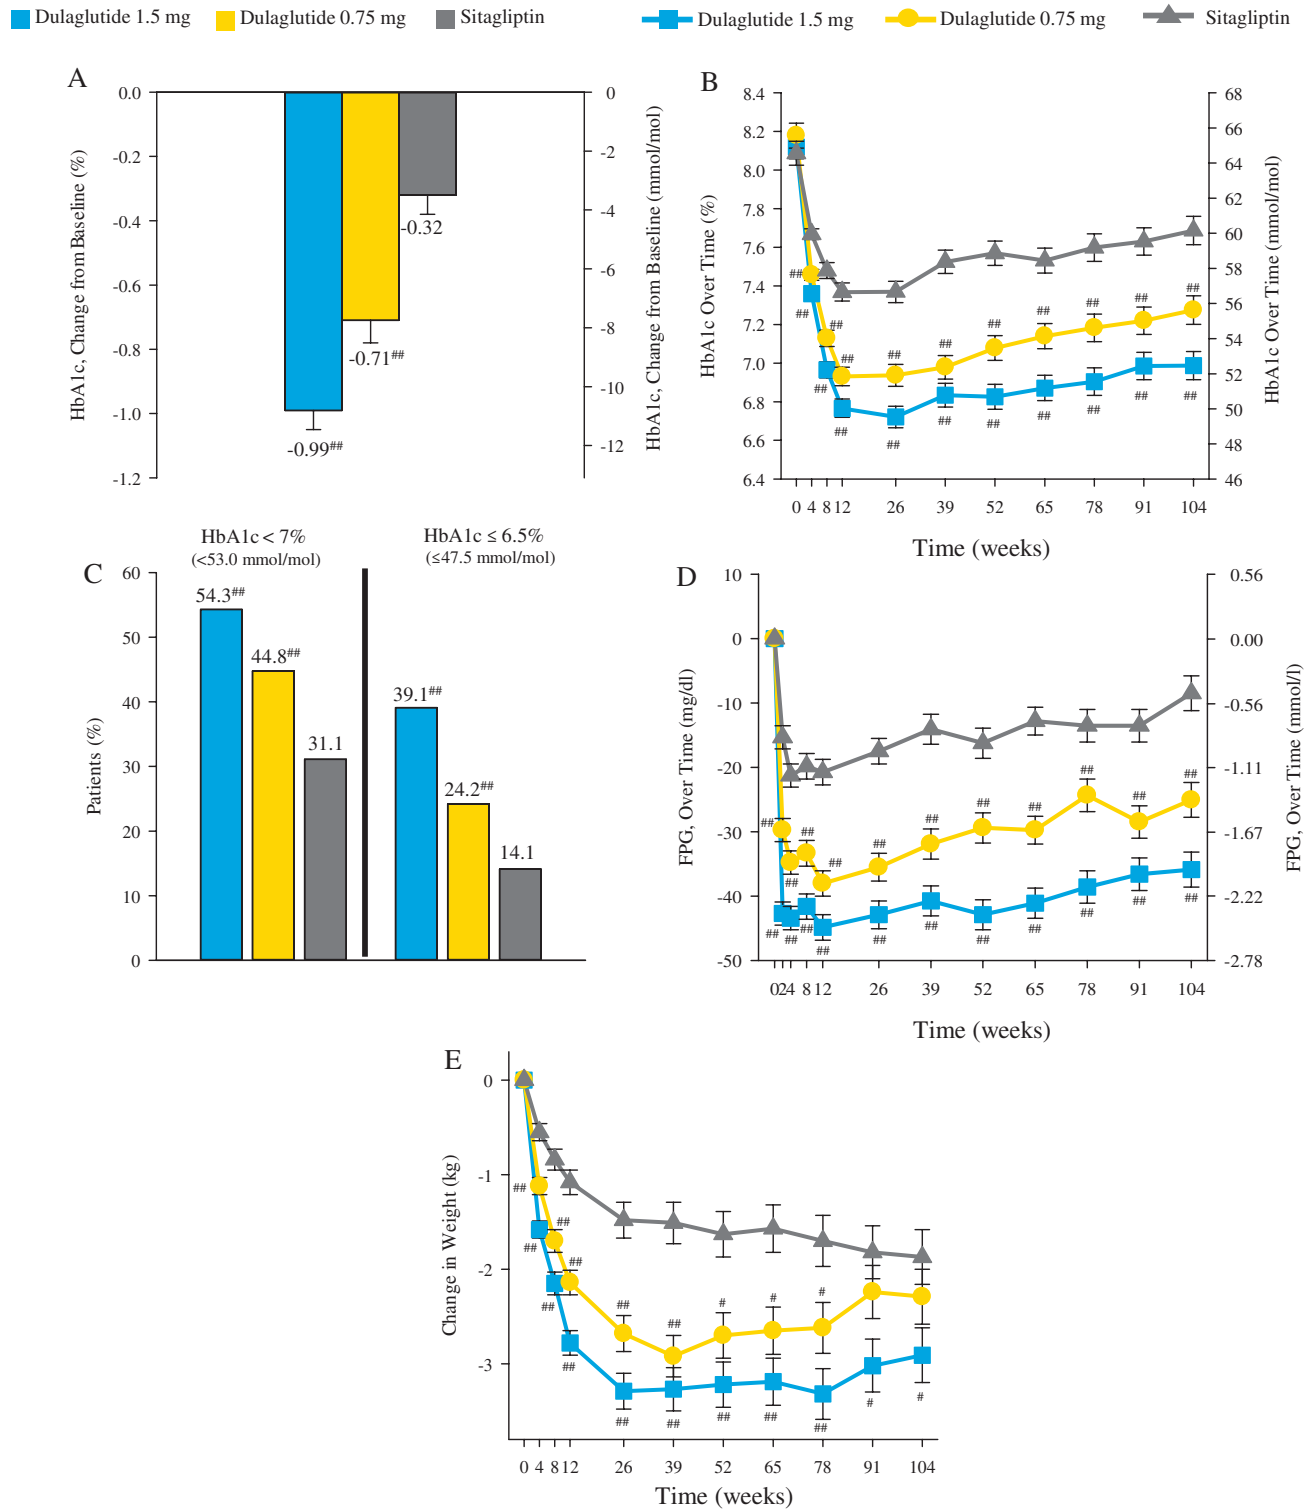 Dulaglutide 1.5 mg Dulaglutide 0.75 mg Sitagliptin
Dulaglutide 1.5 mg Dulaglutide 0.75 mg Sitagliptin
A
HbA1c, Change from Baseline (%)
0.0
-0.2
-0.4
-0.6
-0.8
-1.0
-1.2
-0.99##
-0.71##
-0.32
0
-2
-4
-6
-8
-10
-12
HbA1c, Change from Baseline (mmol/mol)
B
HbA1c Over Time (%)
8.4
8.2
8.0
7.8
7.6
7.4
7.2
7.0
6.8
6.6
6.4
## ## ## ## ## ## ## ## ## ##
## ## ## ## ## ## ## ## ## ##
68
66
64
62
60
58
56
54
52
50
48
46
HbA1c Over Time (mmol/mol)
0 4 8 12 26 39 52 65 78 91 104
Time (weeks)
C
HbA1c < 7%
(<53.0 mmol/mol)
HbA1c ≤ 6.5%
(≤47.5 mmol/mol)
Patients (%)
60
50
40
30
20
10
0
54.3##
44.8##
31.1
39.1##
24.2##
14.1
D
FPG, Over Time (mg/dl)
10
0
-10
-20
-30
-40
-50
## ## ## ## ## ## ## ## ## ## ##
## ## ## ## ## ## ## ## ## ## ##
0.56
0.00
-0.56
-1.11
-1.67
-2.22
-2.78
FPG, Over Time (mmol/l)
0 2 4 8 12 26 39 52 65 78 91 104
Time (weeks)
E
Change in Weight (kg)
0
-1
-2
-3
## ## ## ## ## # # #
## ## ## ## ## ## ## ## # #
0 4 8 12 26 39 52 65 78 91 104
Time (weeks)